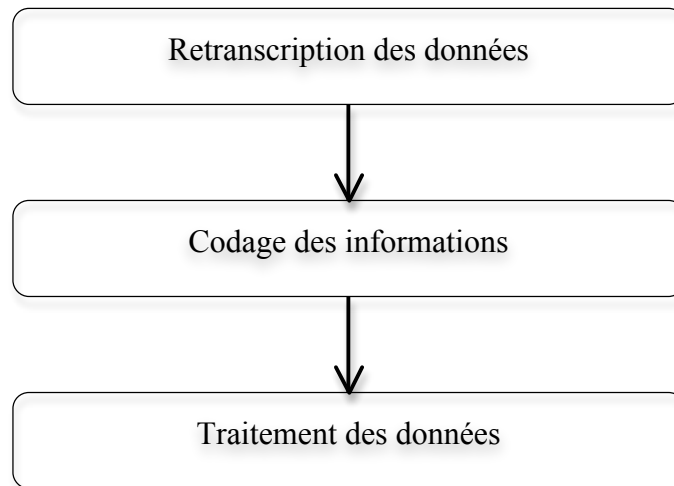 Retranscription des données
Codage des informations
Traitement des données